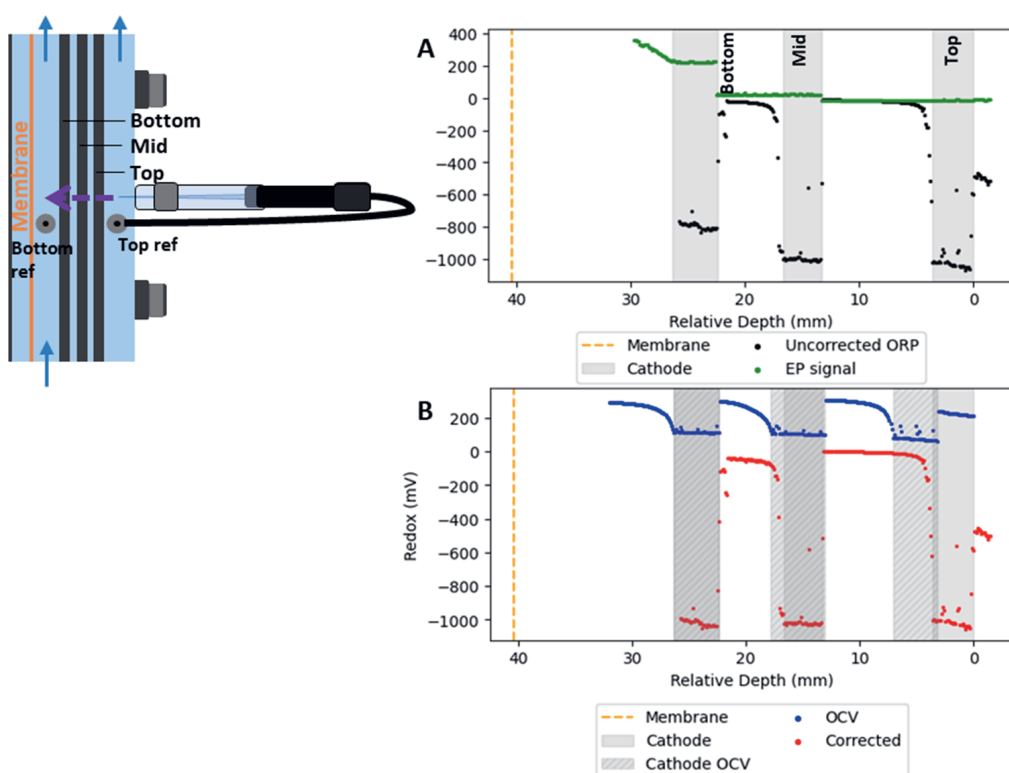 Membrane
Bottom
Mid
Top
Bottom
ref
Top ref
A
400
200
0
−200
−400
−600
−800
−1000
Bottom
Mid
Top
40
30
20
10
0
Relative Depth (mm)
Membrane
Uncorrected ORP
Cathode
EP signal
B
Redox (mV)
200
0
−200
−400
−600
−800
−1000
40
30
20
10
0
Relative Depth (mm)
Membrane
OCV
Cathode
Corrected
Cathode OCV